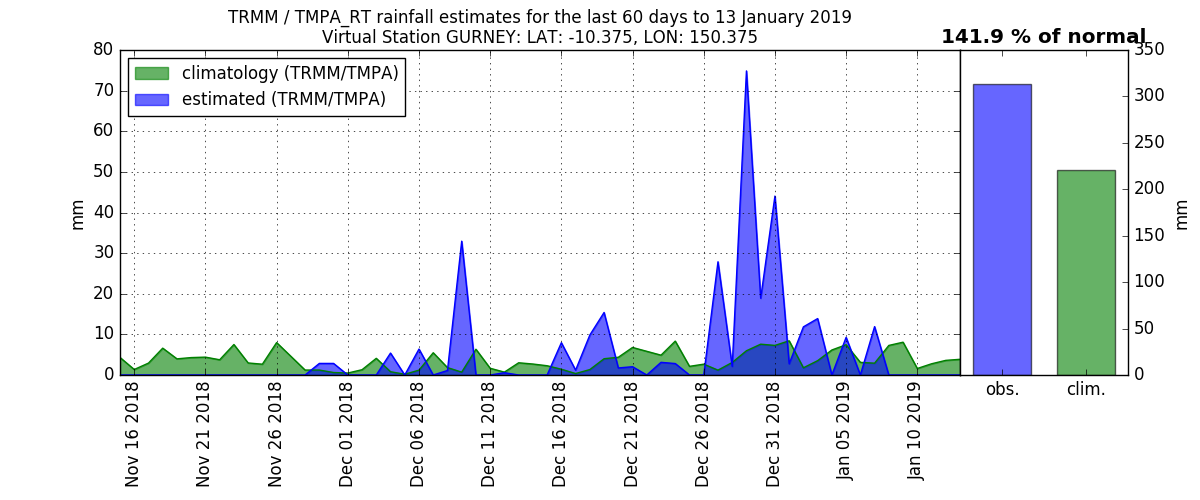 TRMM / TMPA_RT rainfall estimates for the last 60 days to 13 January 2019
Virtual Station GURNEY: LAT: -10.375, LON: 150.375
141.9 % of normal
climatology (TRMM/TMPA)
estimated (TRMM/TMPA)
mm
80
70
60
50
40
30
20
10
0
Nov 16 2018
Nov 21 2018
Nov 26 2018
Dec 01 2018
Dec 06 2018
Dec 11 2018
Dec 16 2018
Dec 21 2018
Dec 26 2018
Dec 31 2018
Jan 05 2019
Jan 10 2019
obs.
clim.
350
300
250
200
150
100
50
0
mm